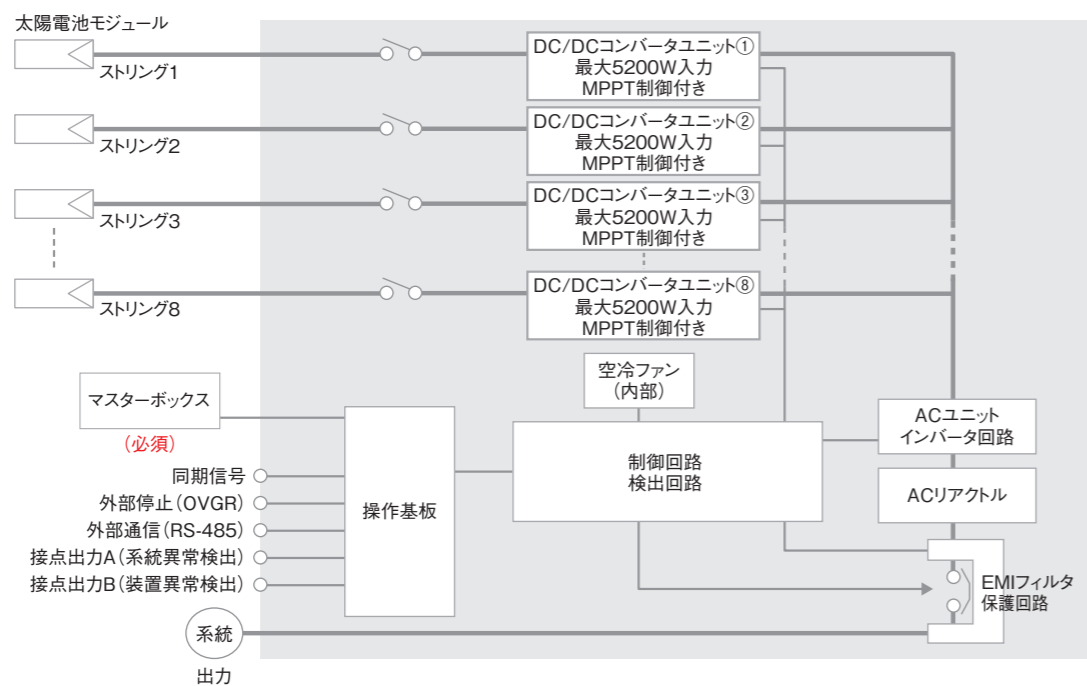 太陽電池モジュール
ストリング1
DC/DCコンバータユニット①
最大5200W入力
MPPT制御付き
ストリング2
DC/DCコンバータユニット②
最大5200W入力
MPPT制御付き
ストリング3
DC/DCコンバータユニット③
最大5200W入力
MPPT制御付き
ストリング8
DC/DCコンバータユニット⑧
最大5200W入力
MPPT制御付き
空冷ファン
（内部）
マスターボックス
（必須）
ACユニット
インバータ回路
制御回路
検出回路
ACリアクトル
操作基板
同期信号
外部停止（OVGR）
外部通信（RS-485）
接点出力A（系統異常検出）
接点出力B（装置異常検出）
EMIフィルタ
保護回路
系統
出力